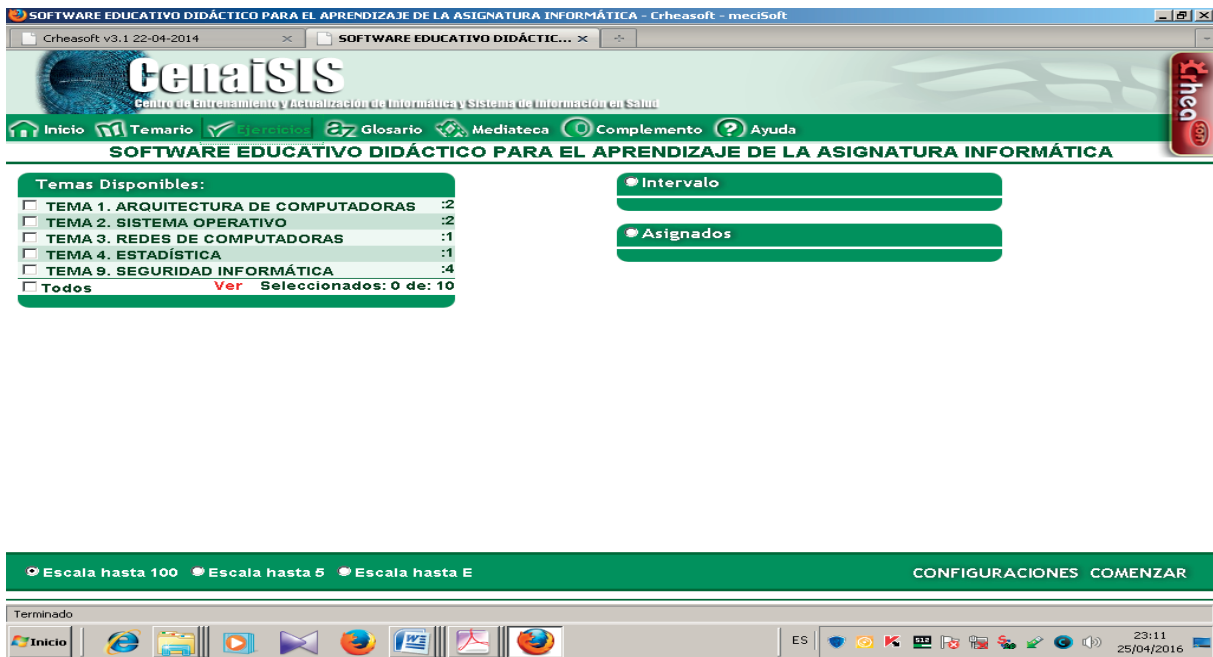 SOFTWARE EDUCATIVO DIDÁCTICO PARA EL APRENDIZAJE DE LA ASIGNATURA INFORMÁTICA - Crheasoft - meciSoft
Crheasoft v3.1 22-04-2014
SOFTWARE EDUCATIVO DIDÁCTIC...
CenaiSIS
Centro de Entrenamiento y Actualización de Informática y Sistema de Información en Salud
Crhea
Inicio Temario Ejercicios Glosario Mediateca Complemento Ayuda
SOFTWARE EDUCATIVO DIDÁCTICO PARA EL APRENDIZAJE DE LA ASIGNATURA INFORMÁTICA
Temas Disponibles:
TEMA 1. ARQUITECTURA DE COMPUTADORAS :2
TEMA 2. SISTEMA OPERATIVO :2
TEMA 3. REDES DE COMPUTADORAS :1
TEMA 4. ESTADÍSTICA :1
TEMA 9. SEGURIDAD INFORMÁTICA :4
Todos Ver Seleccionados: 0 de: 10
Intervalo
Asignados
Escala hasta 100 Escala hasta 5 Escala hasta E
CONFIGURACIONES COMENZAR
Terminado
Inicio
ES
23:11
25/04/2016